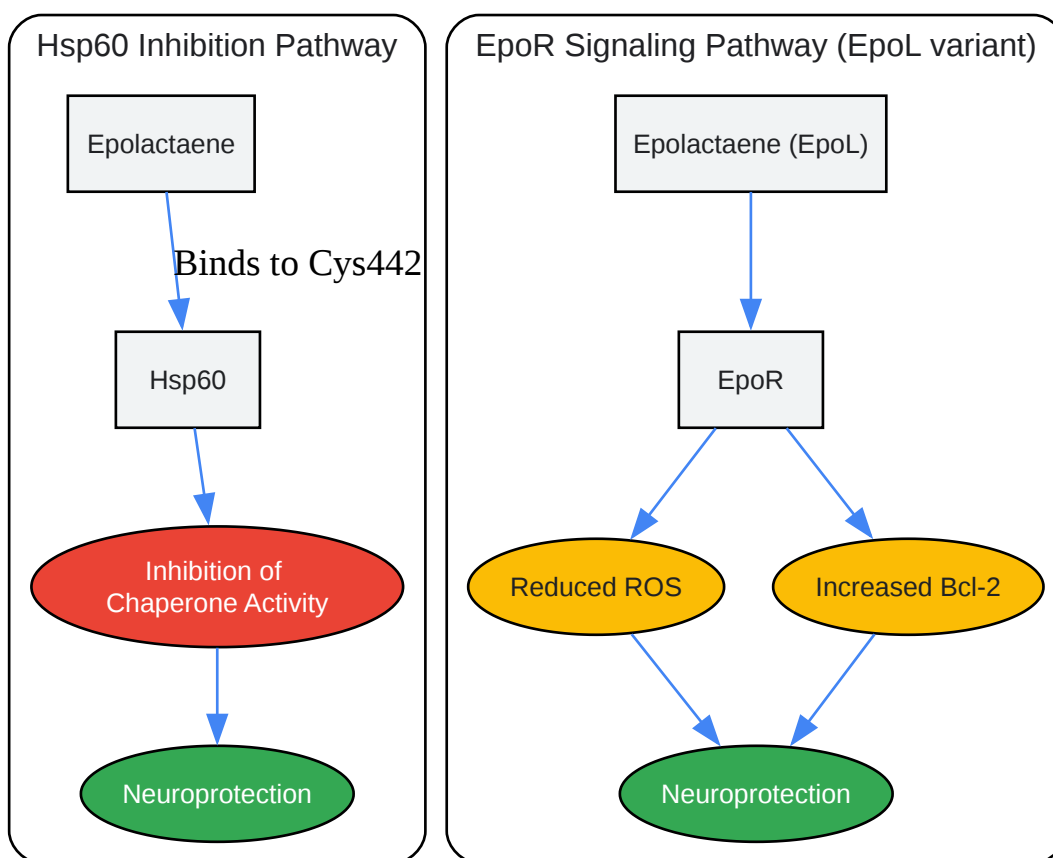 Hsp60 Inhibition Pathway
Epolactaene
Binds to Cys442
Hsp60
Inhibition of
Chaperone Activity
Neuroprotection
EpoR Signaling Pathway (EpoL variant)
Epolactaene (EpoL)
EpoR
Reduced ROS
Increased Bcl-2
Neuroprotection